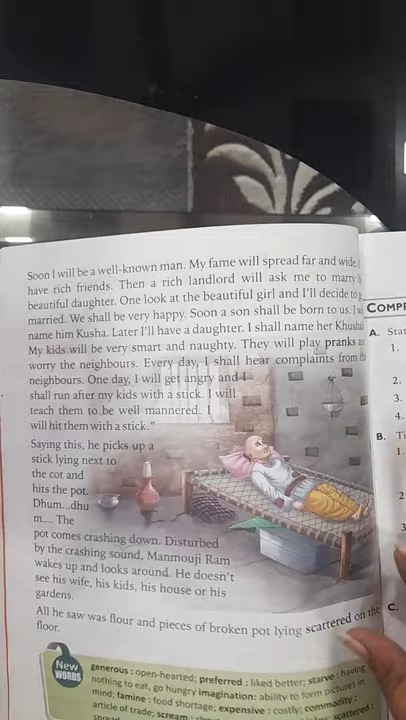 Soon I will be a well-known man. My fame will spread far and wide.
have rich friends. Then a rich landlord will ask me to marry
beautiful daughter. One look at the beautiful girl and I'll decide to
married. We shall be very happy. Soon a son shall be born to us. I
name him Kusha. Later I'll have a daughter. I shall name her Khushal
My kids will be very smart and naughty. They will play pranks
worry the neighbours. Every day, I shall hear complaints from
neighbours. One day, I will get angry and I
shall run after my kids with a stick. I will
teach them to be well mannered. I
will hit them with a stick."
Saying this, he picks up a
stick lying next to
the cot and
hits the pot.
Dhum...dhu
m.... The
pot comes crashing down. Disturbed
by the crashing sound, Manmouji Ram
wakes up and looks around. He doesn't
see his wife, his kids, his house or his
gardens.
All he saw was flour and pieces of broken pot lying scattered on the
floor.
New
WORDS
generous : open-hearted; preferred : liked better; starve : having
nothing to eat, go hungry imagination: ability to form pictures in
mind; famine : food shortage; expensive : costly; commodity :
article of trade; scream :
scattered :
A.
1.
2.
3.
4.
B.
1.
2
3
C.